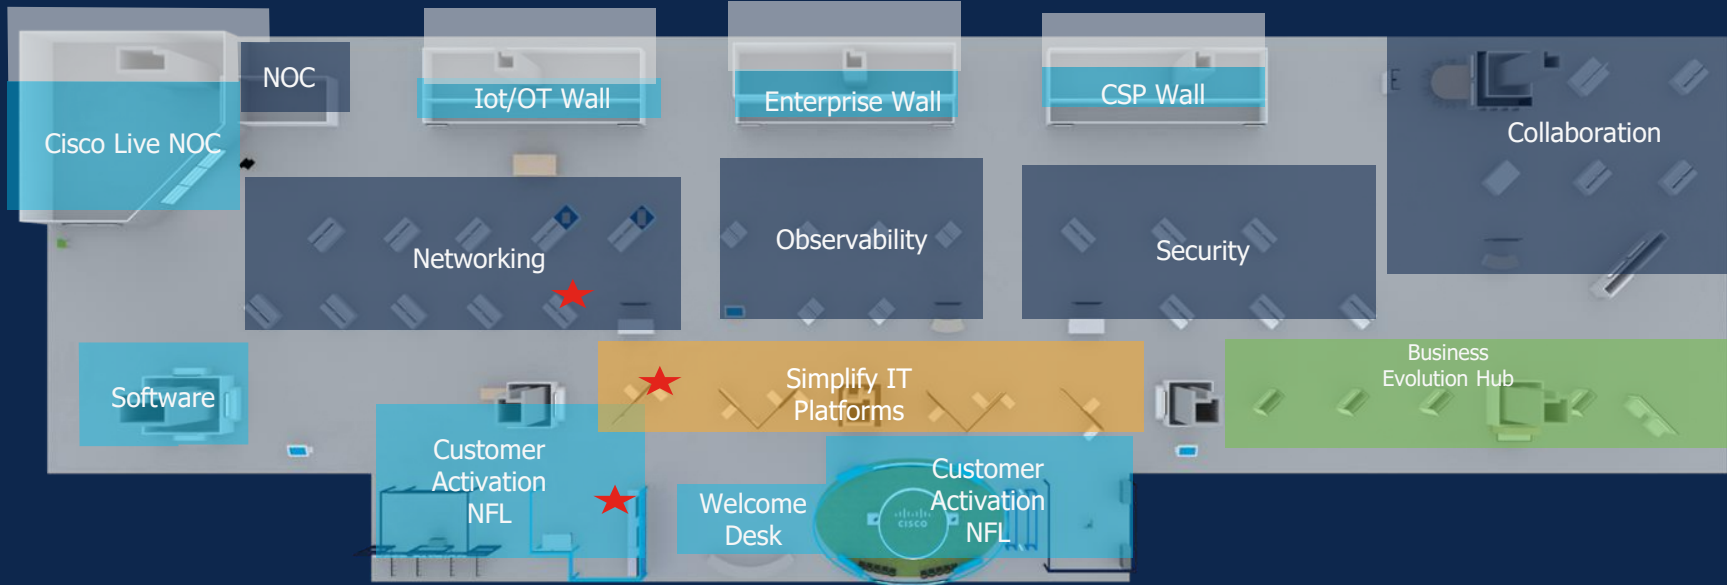 NOC
Iot/OT Wall
Enterprise Wall
CSP Wall
Cisco Live NOC
Collaboration
Networking
Observability
Security
Software
Simplify IT
Platforms
Business
Evolution Hub
Customer
Activation
NFL
Welcome
Desk
Customer
Activation
NFL
CISCO